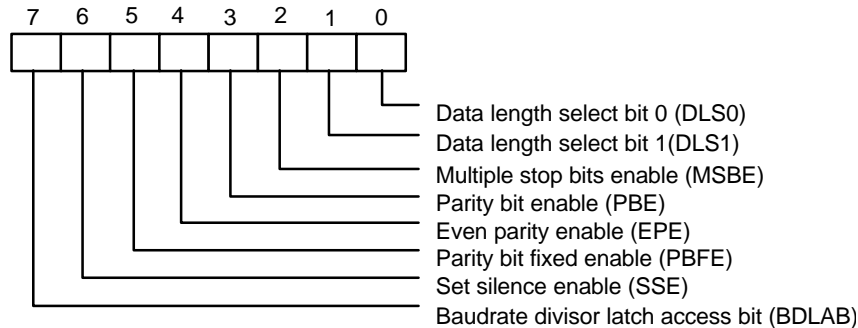 7 6 5 4 3 2 1 0
Data length select bit 0 (DLS0)
Data length select bit 1(DLS1)
Multiple stop bits enable (MSBE)
Parity bit enable (PBE)
Even parity enable (EPE)
Parity bit fixed enable (PBFE)
Set silence enable (SSE)
Baudrate divisor latch access bit (BDLAB)